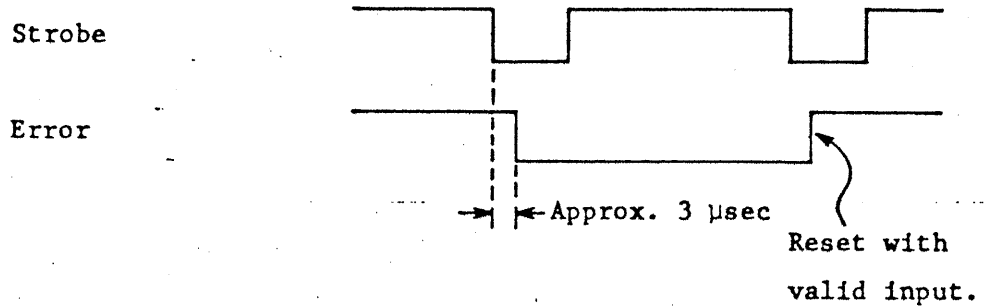 Strobe
Error
Approx. 3 µsec
Reset with
valid input.